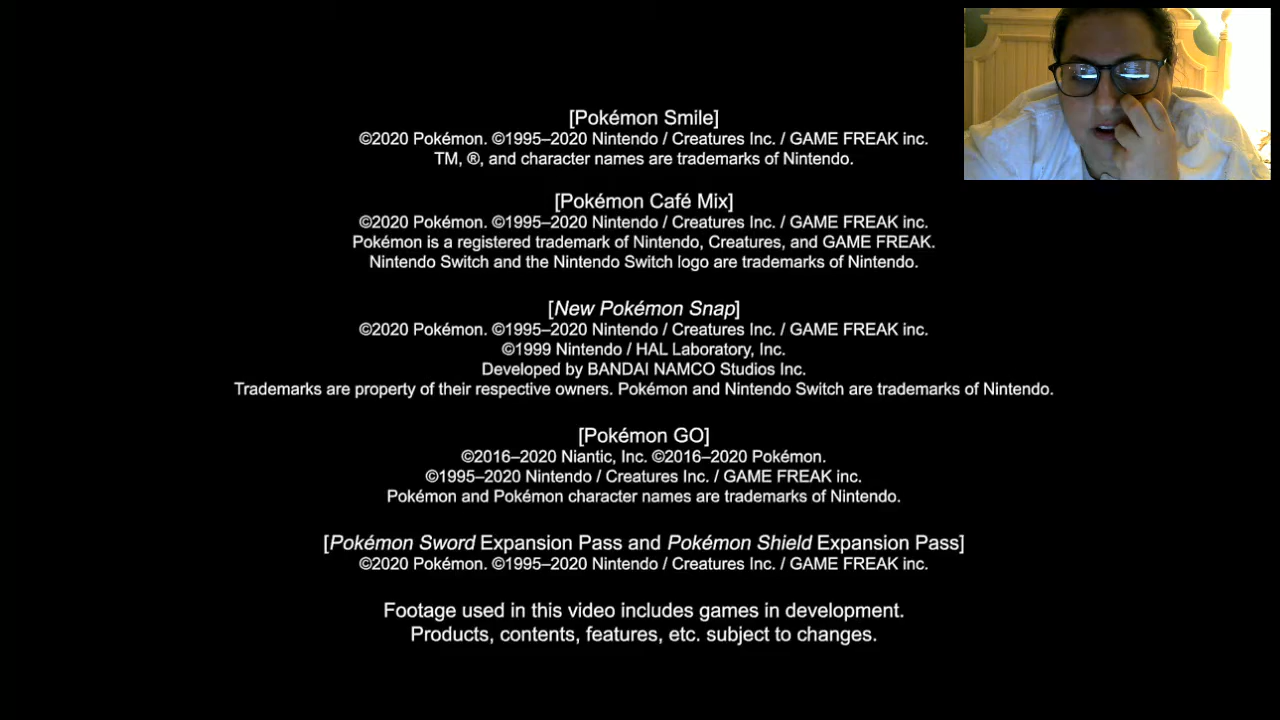 [Pokémon Smile]
©2020 Pokémon. ©1995–2020 Nintendo / Creatures Inc. / GAME FREAK inc.
TM, ®, and character names are trademarks of Nintendo.
[Pokémon Café Mix]
©2020 Pokémon. ©1995–2020 Nintendo / Creatures Inc. / GAME FREAK inc.
Pokémon is a registered trademark of Nintendo, Creatures, and GAME FREAK.
Nintendo Switch and the Nintendo Switch logo are trademarks of Nintendo.
[New Pokémon Snap]
©2020 Pokémon. ©1995–2020 Nintendo / Creatures Inc. / GAME FREAK inc.
©1999 Nintendo / HAL Laboratory, Inc.
Developed by BANDAI NAMCO Studios Inc.
Trademarks are property of their respective owners. Pokémon and Nintendo Switch are trademarks of Nintendo.
[Pokémon GO]
©2016–2020 Niantic, Inc. ©2016–2020 Pokémon.
©1995–2020 Nintendo / Creatures Inc. / GAME FREAK inc.
Pokémon and Pokémon character names are trademarks of Nintendo.
[Pokémon Sword Expansion Pass and Pokémon Shield Expansion Pass]
©2020 Pokémon. ©1995–2020 Nintendo / Creatures Inc. / GAME FREAK inc.
Footage used in this video includes games in development.
Products, contents, features, etc. subject to changes.